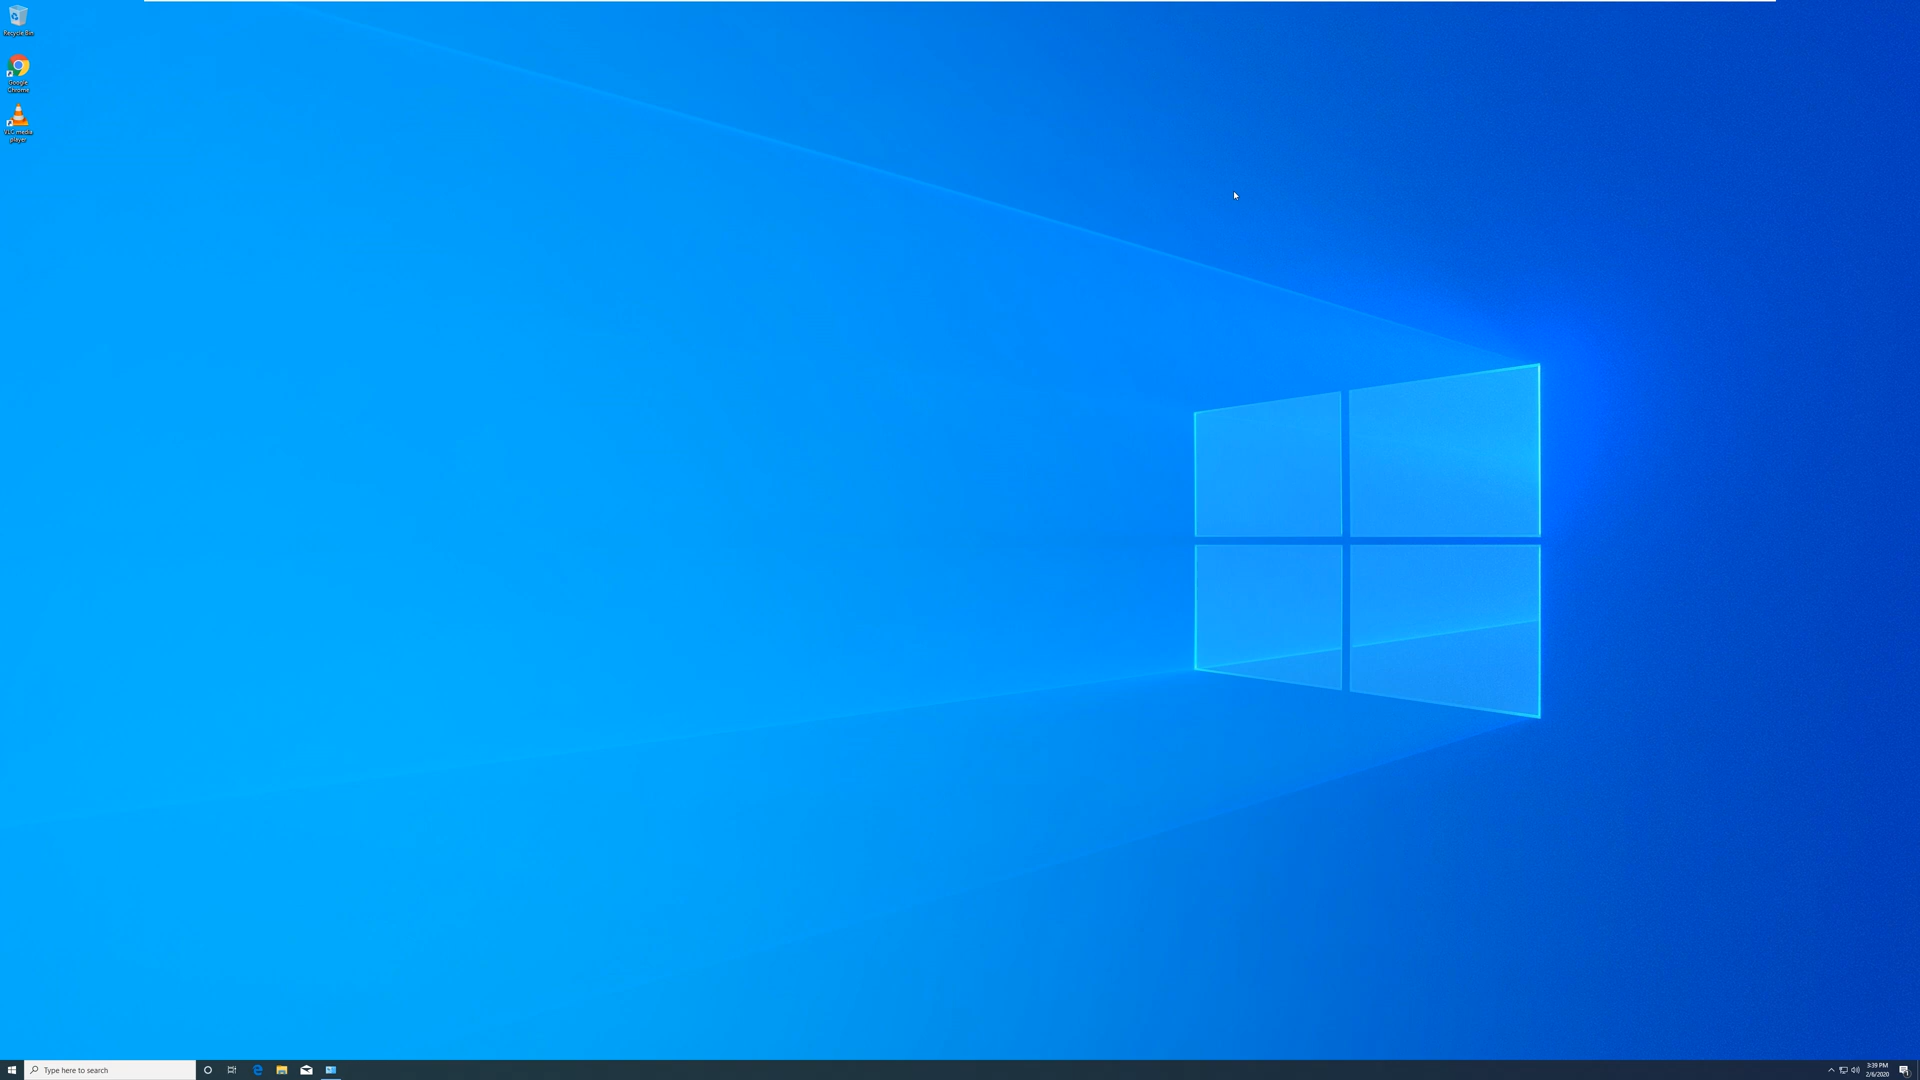 Recycle Bin
Google
Chrome
VLC media
player
Type here to search
3:39 PM
2/6/2020